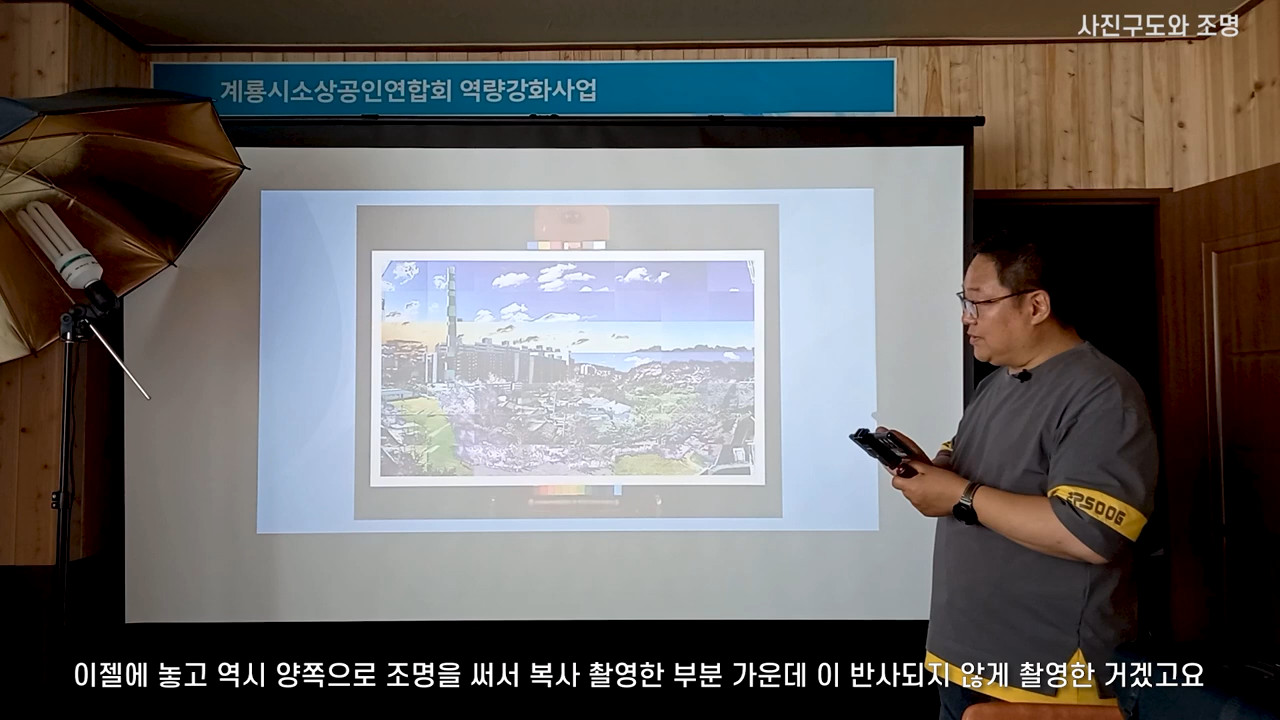 사진구도와 조명
계룡시소상공인연합회 역량강화사업
이젤에 놓고 역시 양쪽으로 조명을 써서 복사 촬영한 부분 가운데 이 반사되지 않게 촬영한 거겠고요